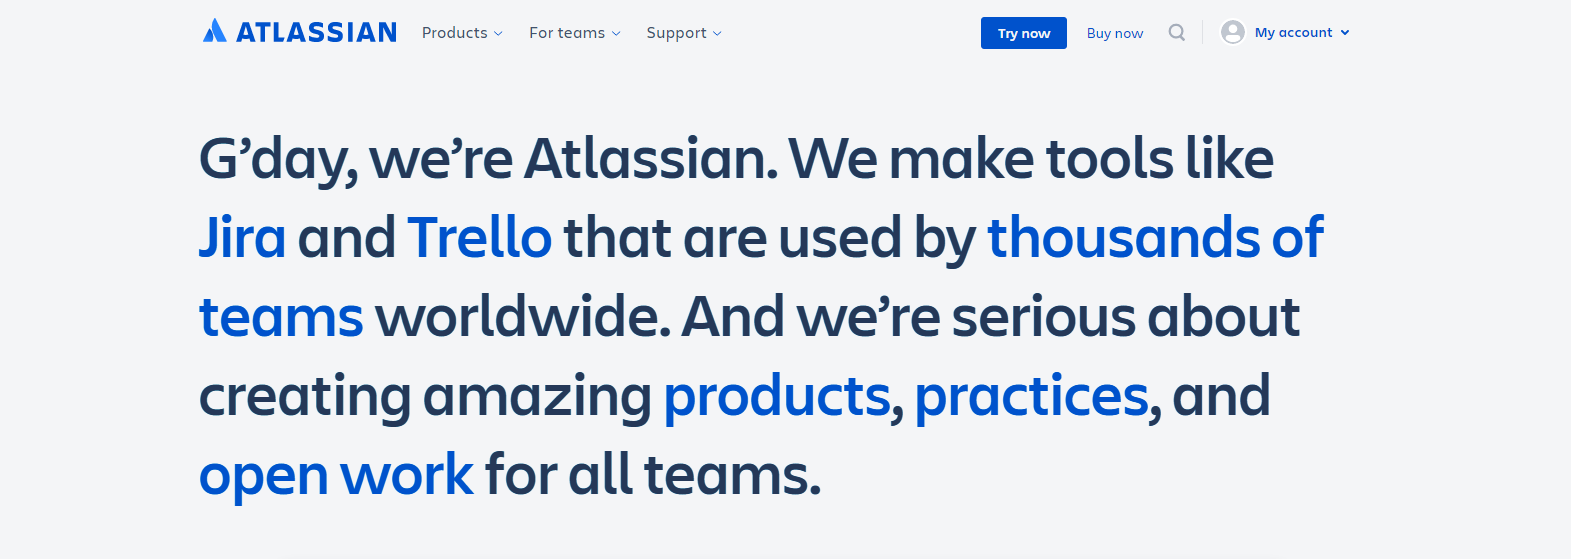 ATLASSIAN Products For teams Support Try now Buy now My account
G’day, we’re Atlassian. We make tools like
Jira and Trello that are used by thousands of
teams worldwide. And we’re serious about
creating amazing products, practices, and
open work for all teams.